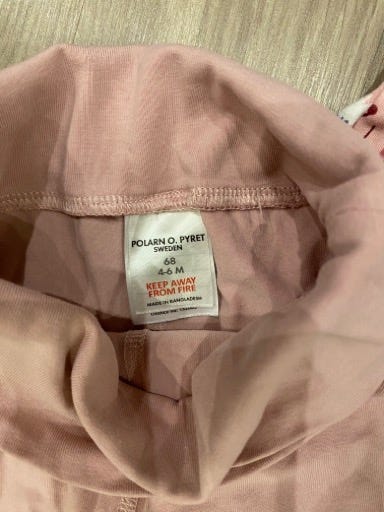 POLARN O. PYRET
SWEDEN
68
4-6 M
KEEP AWAY
FROM FIRE
MADE IN BANGLADESH